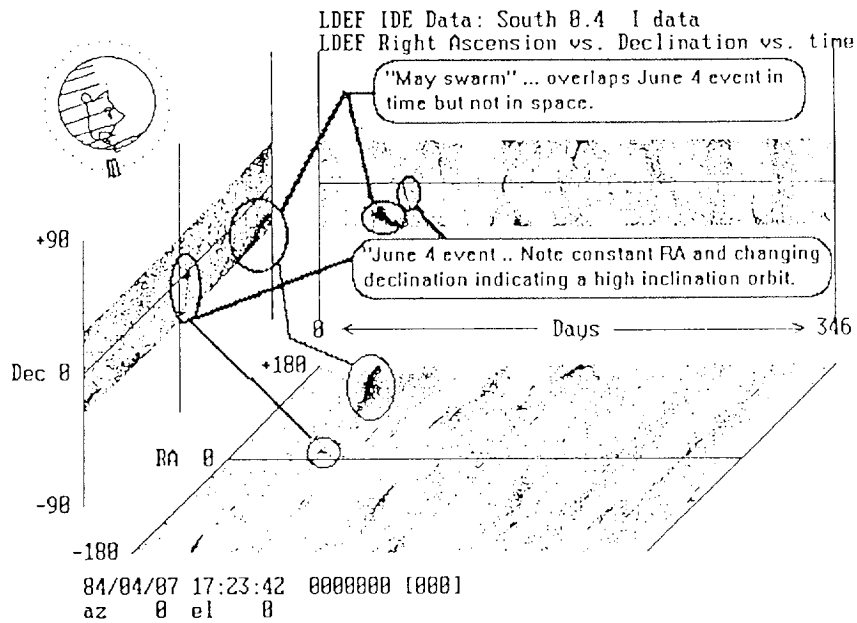 LDEF IDE Data: South 0.4 I data
LDEF Right Ascension vs. Declination vs. time
"May swarm" ... overlaps June 4 event in
time but not in space.
+90
"June 4 event .. Note constant RA and changing
declination indicating a high inclination orbit.
0
Days
346
+180
Dec 0
RA 0
-90
-180
84/04/07 17:23:42 0000000 [000]
az 0 el 0